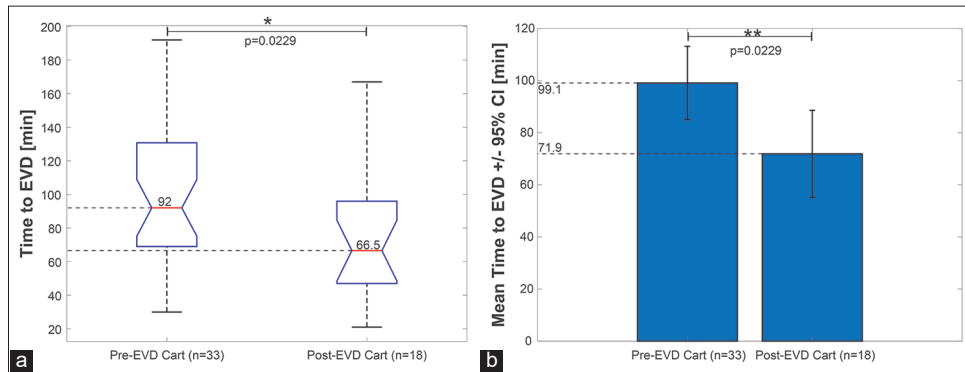 *
p=0.0229
Time to EVD [min]
200
180
160
140
120
100
80
60
40
20
92
66.5
Pre-EVD Cart (n=33)
Post-EVD Cart (n=18)
a
**
p=0.0229
Mean Time to EVD +/- 95% CI [min]
120
100
80
60
40
20
0
99.1
71.9
Pre-EVD Cart (n=33)
Post-EVD Cart (n=18)
b